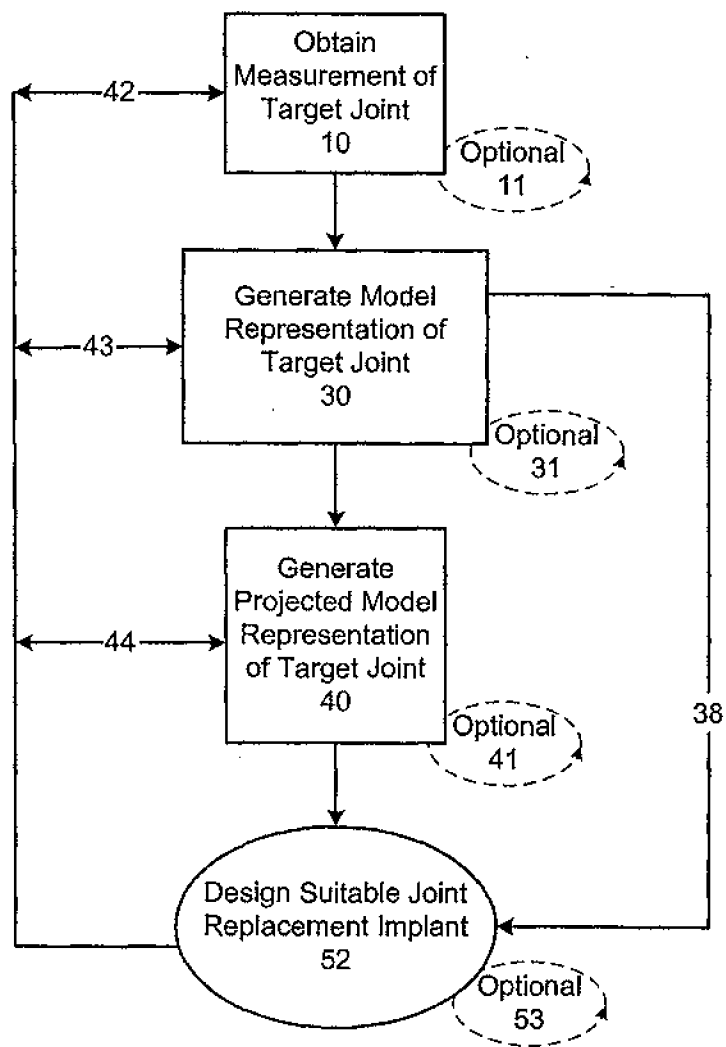 Obtain
Measurement of
Target Joint
10
42
Optional
11
Generate Model
Representation of
Target Joint
30
43
Optional
31
Generate
Projected Model
Representation
of Target Joint
40
44
38
Optional
41
Design Suitable Joint
Replacement Implant
52
Optional
53